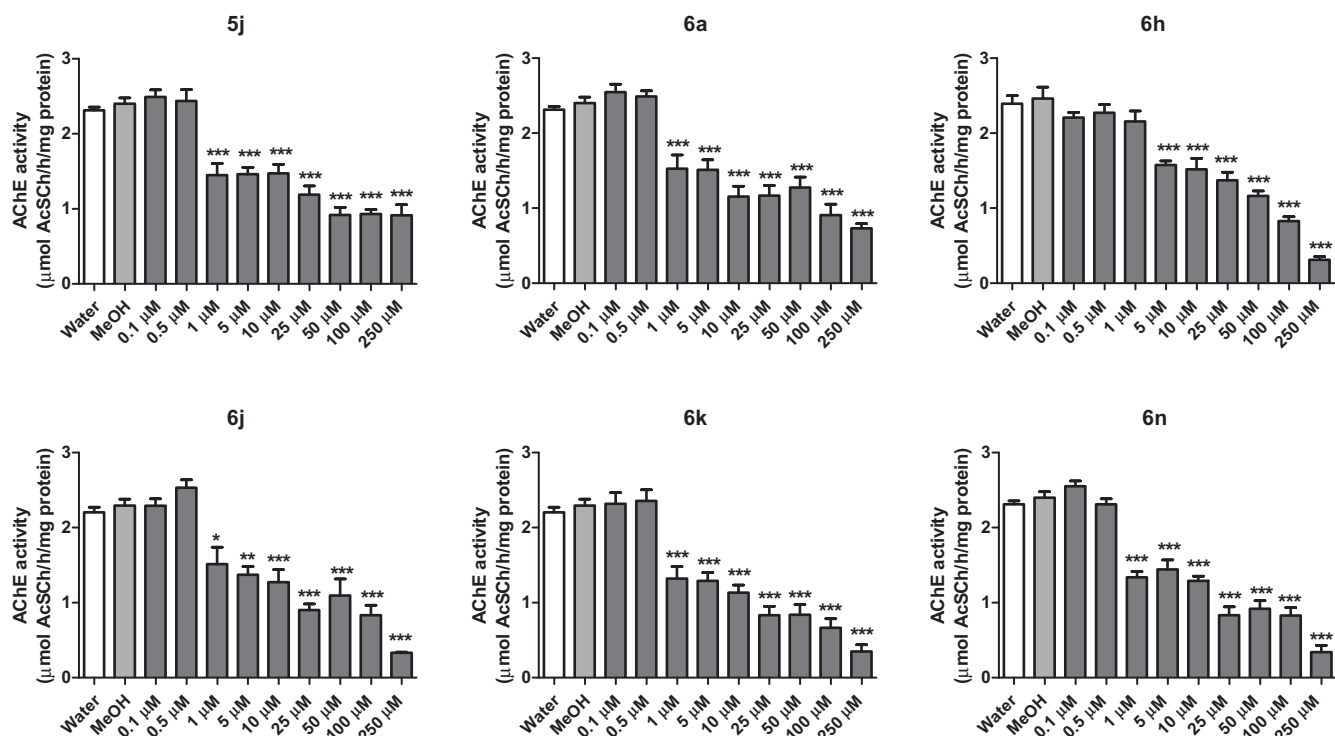 5j
AChE activity
(μmol AcSCh/h/mg protein)
3
2
1
0
*** *** *** *** *** *** ***
Water MeOH 0.1 μM 0.5 μM 1 μM 5 μM 10 μM 25 μM 50 μM 100 μM 250 μM
6a
AChE activity
(μmol AcSCh/h/mg protein)
3
2
1
0
*** *** *** *** *** *** ***
Water MeOH 0.1 μM 0.5 μM 1 μM 5 μM 10 μM 25 μM 50 μM 100 μM 250 μM
6h
AChE activity
(μmol AcSCh/h/mg protein)
3
2
1
0
*** *** *** *** *** ***
Water MeOH 0.1 μM 0.5 μM 1 μM 5 μM 10 μM 25 μM 50 μM 100 μM 250 μM
6j
AChE activity
(μmol AcSCh/h/mg protein)
3
2
1
0
* ** *** *** *** *** ***
Water MeOH 0.1 μM 0.5 μM 1 μM 5 μM 10 μM 25 μM 50 μM 100 μM 250 μM
6k
AChE activity
(μmol AcSCh/h/mg protein)
3
2
1
0
*** *** *** *** *** *** ***
Water MeOH 0.1 μM 0.5 μM 1 μM 5 μM 10 μM 25 μM 50 μM 100 μM 250 μM
6n
AChE activity
(μmol AcSCh/h/mg protein)
3
2
1
0
*** *** *** *** *** *** ***
Water MeOH 0.1 μM 0.5 μM 1 μM 5 μM 10 μM 25 μM 50 μM 100 μM 250 μM